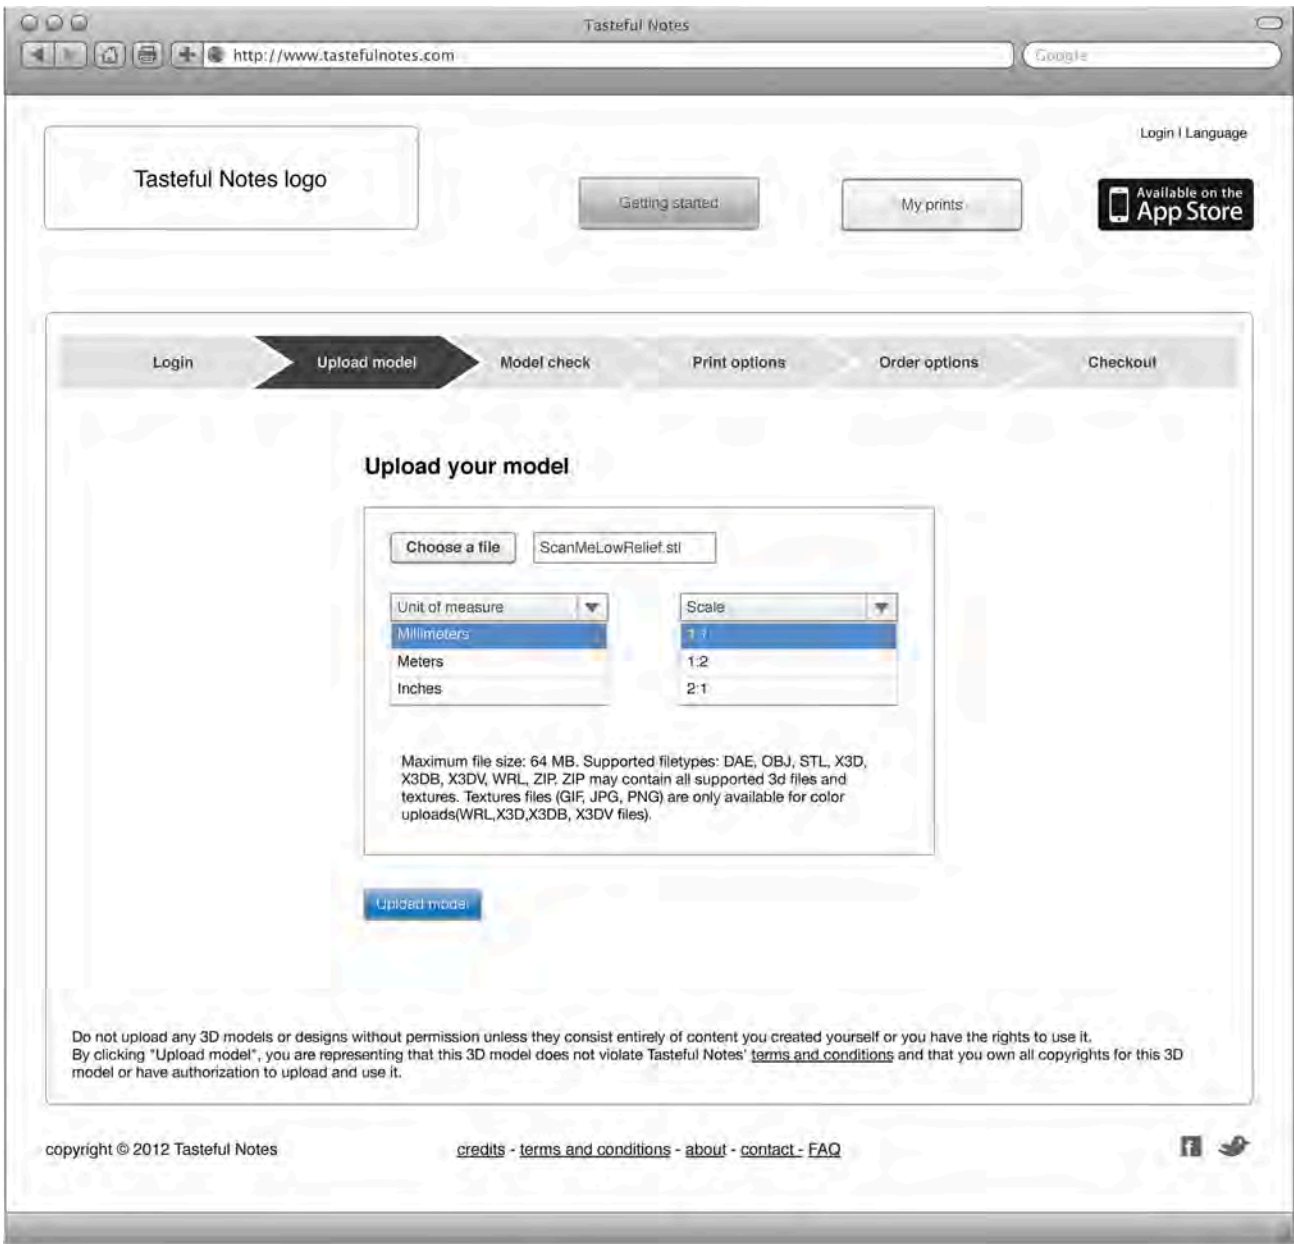 Tasteful Notes
http://www.tastefulnotes.com
Google
Login | Language
Tasteful Notes logo
Getting started
My prints
Available on the
App Store
Login
Upload model
Model check
Print options
Order options
Checkout
Upload your model
Choose a file
ScanMeLowRelief.stl
Unit of measure
Scale
Millimeters
1:1
Meters
1:2
Inches
2:1
Maximum file size: 64 MB. Supported filetypes: DAE, OBJ, STL, X3D,
X3DB, X3DV, WRL, ZIP. ZIP may contain all supported 3d files and
textures. Textures files (GIF, JPG, PNG) are only available for color
uploads(WRL,X3D,X3DB, X3DV files).
Upload model
Do not upload any 3D models or designs without permission unless they consist entirely of content you created yourself or you have the rights to use it.
By clicking "Upload model", you are representing that this 3D model does not violate Tasteful Notes' terms and conditions and that you own all copyrights for this 3D
model or have authorization to upload and use it.
copyright © 2012 Tasteful Notes
credits - terms and conditions - about - contact - FAQ